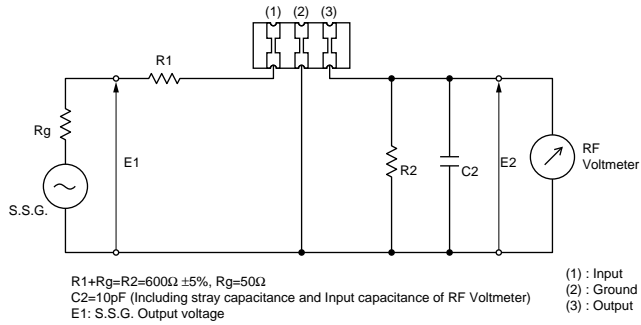 (1) (2) (3)
R1
Rg
E1
R2
C2
E2
RF
Voltmeter
S.S.G.
R1+Rg=R2=600Ω ±5%, Rg=50Ω
C2=10pF (Including stray capacitance and Input capacitance of RF Voltmeter)
E1: S.S.G. Output voltage
(1) : Input
(2) : Ground
(3) : Output